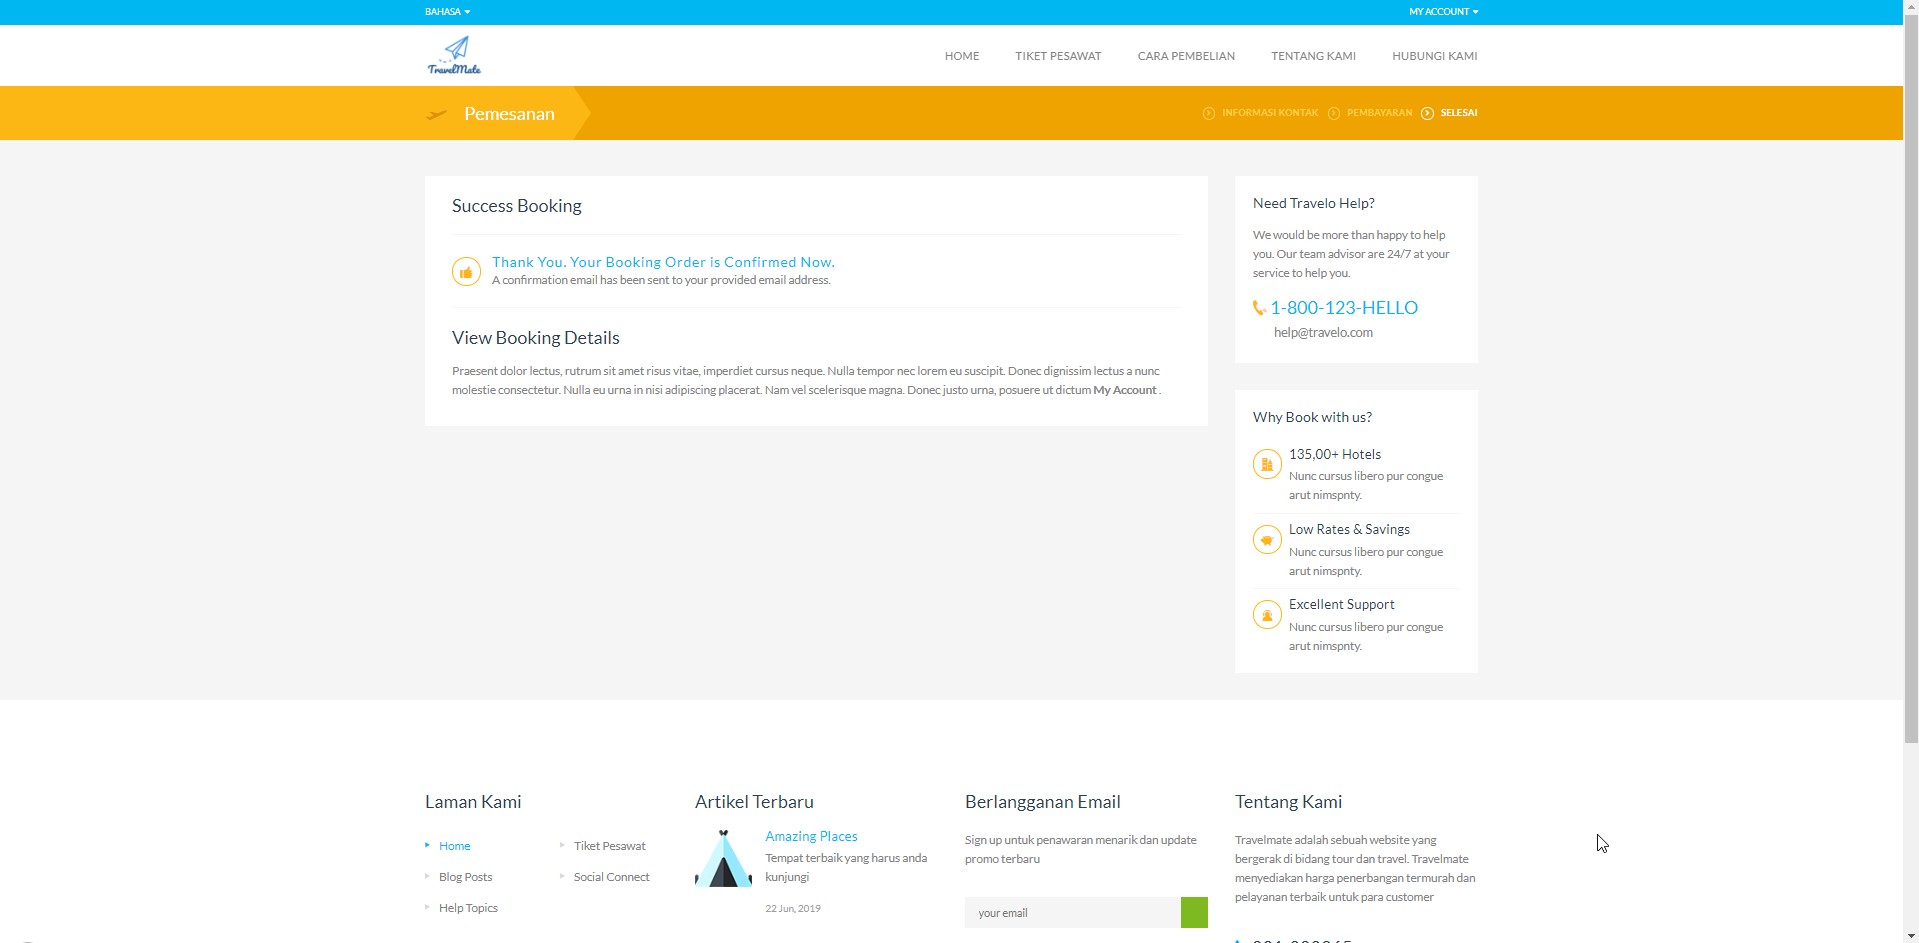 BAHASA
MY ACCOUNT
TravelMate
HOME
TIKET PESAWAT
CARA PEMBELIAN
TENTANG KAMI
HUBUNGI KAMI
Pemesanan
INFORMASI KONTAK
PEMBAYARAN
SELESAI
Success Booking
Thank You. Your Booking Order is Confirmed Now.
A confirmation email has been sent to your provided email address.
View Booking Details
Praesent dolor lectus, rutrum sit amet risus vitae, imperdiet cursus neque. Nulla tempor nec lorem eu suscipit. Donec dignissim lectus a nunc
molestie consectetur. Nulla eu urna in nisi adipiscing placerat. Nam vel scelerisque magna. Donec justo urna, posuere ut dictum My Account .
Need Travelo Help?
We would be more than happy to help
you. Our team advisor are 24/7 at your
service to help you.
1-800-123-HELLO
help@travelo.com
Why Book with us?
135,00+ Hotels
Nunc cursus libero pur congue
arut nimspnty.
Low Rates & Savings
Nunc cursus libero pur congue
arut nimspnty.
Excellent Support
Nunc cursus libero pur congue
arut nimspnty.
Laman Kami
Home
Tiket Pesawat
Blog Posts
Social Connect
Help Topics
Artikel Terbaru
Amazing Places
Tempat terbaik yang harus anda
kunjungi
22 Jun, 2019
Berlangganan Email
Sign up untuk penawaran menarik dan update
promo terbaru
your email
Tentang Kami
Travelmate adalah sebuah website yang
bergerak di bidang tour dan travel. Travelmate
menyediakan harga penerbangan termurah dan
pelayanan terbaik untuk para customer